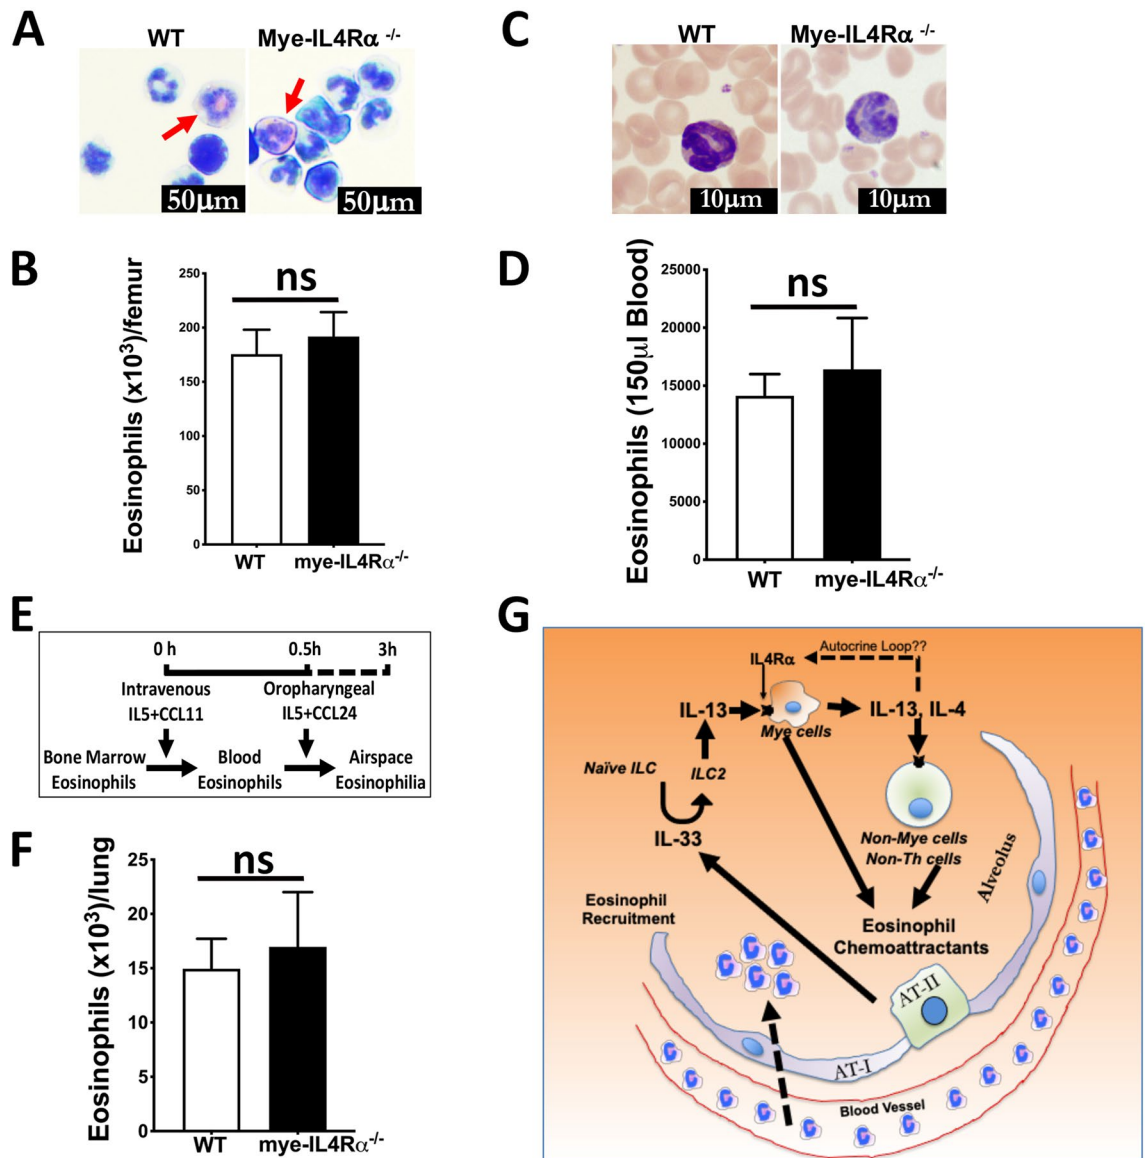 A
WT
Mye-IL4Rα -/-
50μm
50μm
C
WT
Mye-IL4Rα -/-
10μm
10μm
B
Eosinophils (x10³)/femur
250
200
150
100
50
0
ns
WT
mye-IL4Rα-/-
D
Eosinophils (150μl Blood)
25000
20000
15000
10000
5000
0
ns
WT
mye-IL4Rα-/-
E
0 h
0.5h
3h
Intravenous
IL5+CCL11
Oropharyngeal
IL5+CCL24
Bone Marrow
Eosinophils
Blood
Eosinophils
Airspace
Eosinophilia
F
Eosinophils (x10³)/lung
25
20
15
10
5
0
ns
WT
mye-IL4Rα-/-
G
Autocrine Loop??
IL4Rα
IL-13
IL-13, IL-4
Mye cells
Naïve ILC
ILC2
IL-33
Non-Mye cells
Non-Th cells
Alveolus
Eosinophil
Recruitment
Eosinophil
Chemoattractants
AT-II
AT-I
Blood Vessel